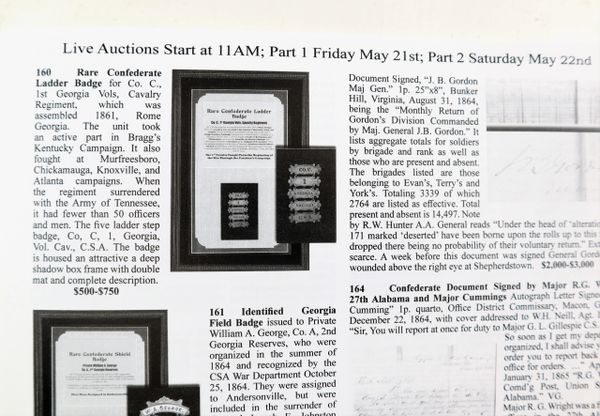 Live Auctions Start at 11AM; Part 1 Friday May 21st; Part 2 Saturday May 22nd
160 Rare Confederate
Ladder Badge for Co. C.,
1st Georgia Vols, Cavalry
Regiment, which was
assembled 1861, Rome
Georgia. The unit took
an active part in Bragg's
Kentucky Campaign. It also
fought at Murfreesboro,
Chickamauga, Knoxville, and
Atlanta campaigns. When
the regiment surrendered
with the Army of Tennessee,
it had fewer than 50 officers
and men. The five ladder step
badge, Co, C, 1, Georgia,
Vol. Cav., C.S.A. The badge
is housed an attractive a deep
shadow box frame with double
mat and complete description.
$500-$750
Rare Confederate Ladder
Badge
CO.C.
1
161 Identified Georgia
Field Badge issued to Private
William A. George, Co. A, 2nd
Georgia Reserves, who were
organized in the summer of
1864 and recognized by the
CSA War Department October
25, 1864. They were assigned
to Andersonville, but were
included in the surrender of
Rare Confederate Shield
Badge
W.A. GEORGE
Document Signed, "J. B. Gordon
Maj Gen." 1p. 25"x8", Bunker
Hill, Virginia, August 31, 1864,
being the "Monthly Return of
Gordon's Division Commanded
by Maj. General J.B. Gordon." It
lists aggregate totals for soldiers
by brigade and rank as well as
those who are present and absent.
The brigades listed are those
belonging to Evan's, Terry's and
York's. Totaling 3339 of which
2764 are listed as effective. Total
present and absent is 14,497. Note
by R.W. Hunter A.A. General reads "Under the head of
171 marked 'deserted' have been borne upon the rolls up to this
dropped there being no probability of their voluntary return."
scarce. A week before this document was signed General
wounded above the right eye at Shepherdstown. $2,000-$3,000
164 Confederate Document Signed by Major R.G.
27th Alabama and Major Cummings Autograph Letter Signed
Cumming" 1p. quarto, Office District Commissary, Macon,
December 22, 1864, with cover addressed to W.H. Neill, Agt.
"Sir, You will report at once for duty to Major G. L. Gillespie C.S.
So soon as I get my
organized, I shall advise
order you to report back
office for orders.
January 31, 1865 "R.G.
Comd'g Post, Union
Alabama." VG.
Major R.G. Wright was a